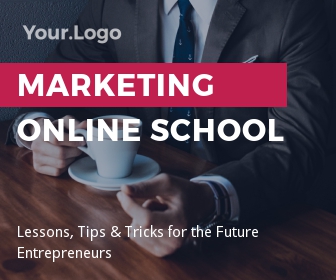 Your.Logo
MARKETING
ONLINE SCHOOL
Lessons, Tips & Tricks for the Future
Entrepreneurs